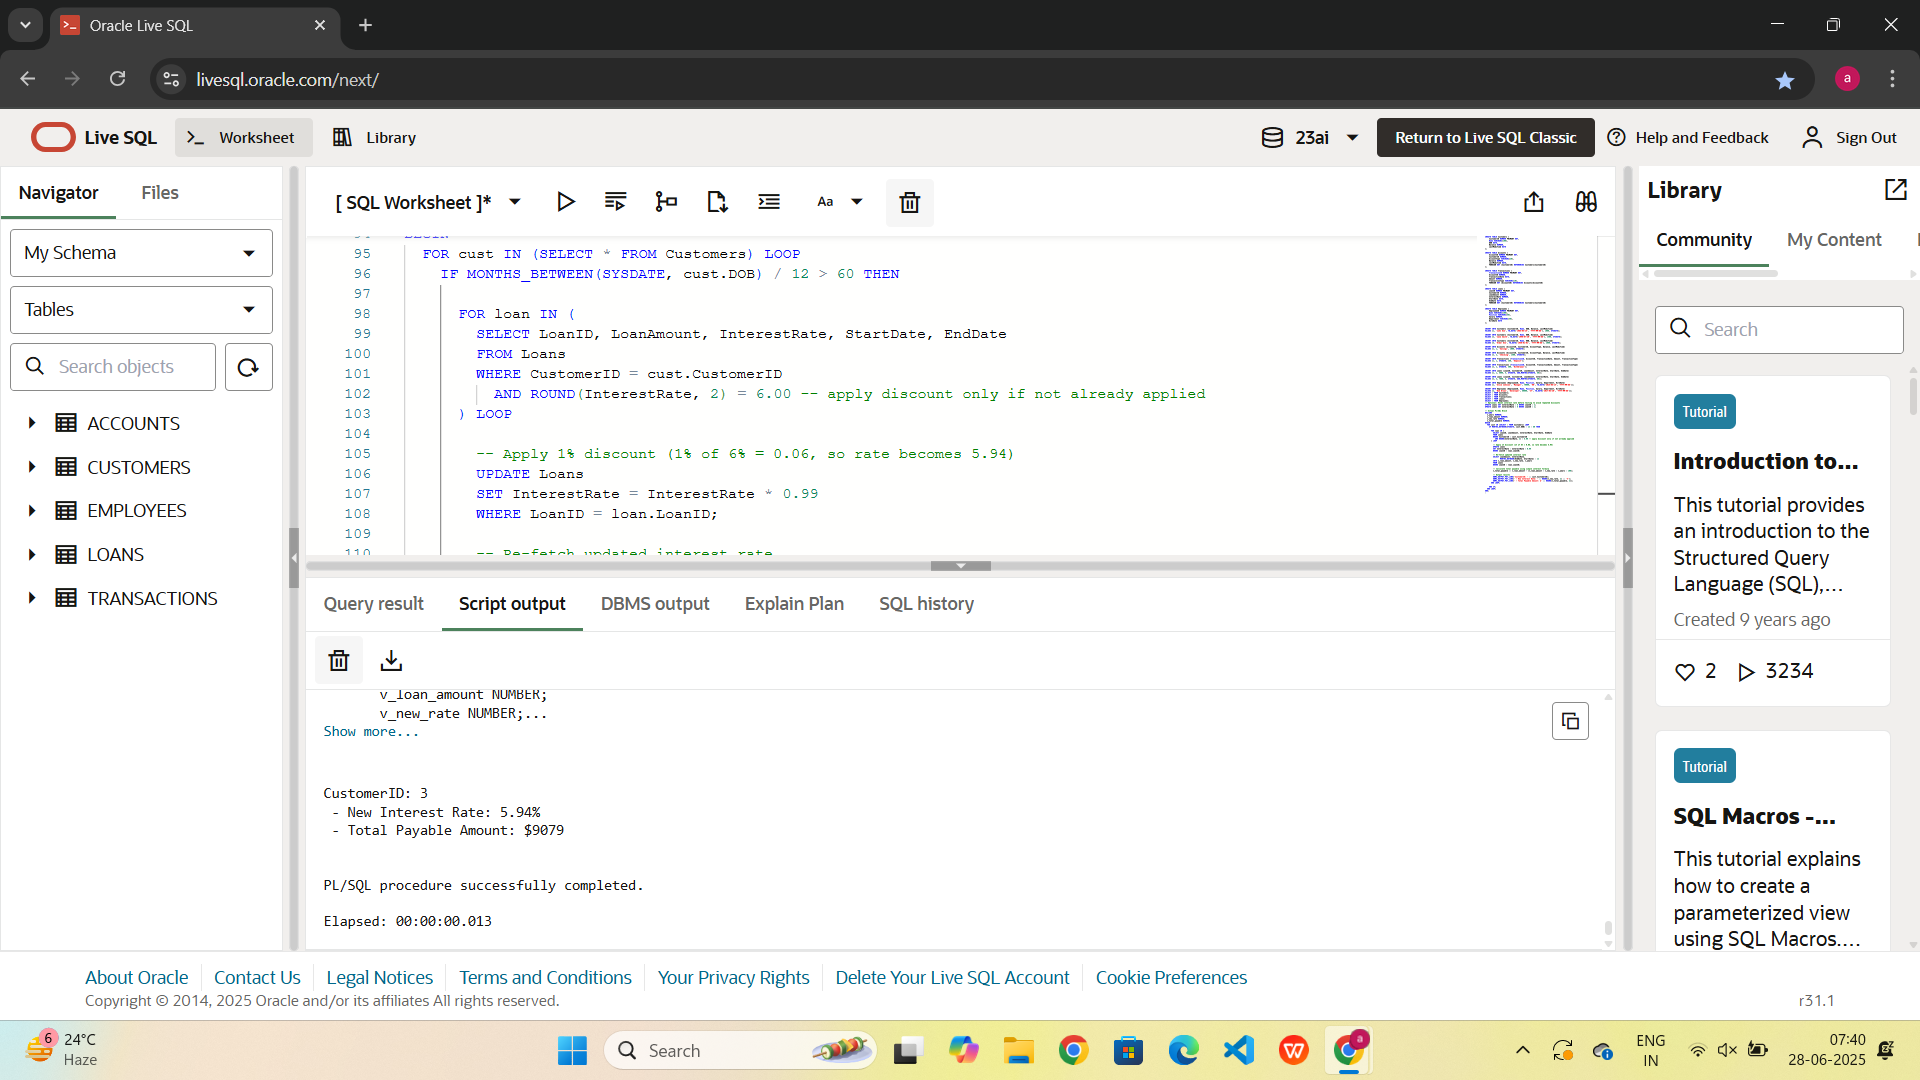 Oracle Live SQL
livesql.oracle.com/next/
a
Live SQL
Worksheet
Library
23ai
Return to Live SQL Classic
Help and Feedback
Sign Out
Navigator
Files
My Schema
Tables
Search objects
ACCOUNTS
CUSTOMERS
EMPLOYEES
LOANS
TRANSACTIONS
[ SQL Worksheet ]*
Aa
95 FOR cust IN (SELECT * FROM Customers) LOOP
96 IF MONTHS_BETWEEN(SYSDATE, cust.DOB) / 12 > 60 THEN
97
98 FOR loan IN (
99 SELECT LoanID, LoanAmount, InterestRate, StartDate, EndDate
100 FROM Loans
101 WHERE CustomerID = cust.CustomerID
102 AND ROUND(InterestRate, 2) = 6.00 -- apply discount only if not already applied
103 ) LOOP
104
105 -- Apply 1% discount (1% of 6% = 0.06, so rate becomes 5.94)
106 UPDATE Loans
107 SET InterestRate = InterestRate * 0.99
108 WHERE LoanID = loan.LoanID;
109
110 -- Re-fetch updated interest rate
Query result
Script output
DBMS output
Explain Plan
SQL history
v_loan_amount NUMBER;
v_new_rate NUMBER;...
Show more...
CustomerID: 3
- New Interest Rate: 5.94%
- Total Payable Amount: $9079
PL/SQL procedure successfully completed.
Elapsed: 00:00:00.013
Library
Community
My Content
Search
Tutorial
Introduction to...
This tutorial provides
an introduction to the
Structured Query
Language (SQL),...
Created 9 years ago
2
3234
Tutorial
SQL Macros -...
This tutorial explains
how to create a
parameterized view
using SQL Macros....
About Oracle
Contact Us
Legal Notices
Terms and Conditions
Your Privacy Rights
Delete Your Live SQL Account
Cookie Preferences
Copyright © 2014, 2025 Oracle and/or its affiliates All rights reserved.
r31.1
6
24°C
Haze
Search
a
ENG
IN
07:40
28-06-2025